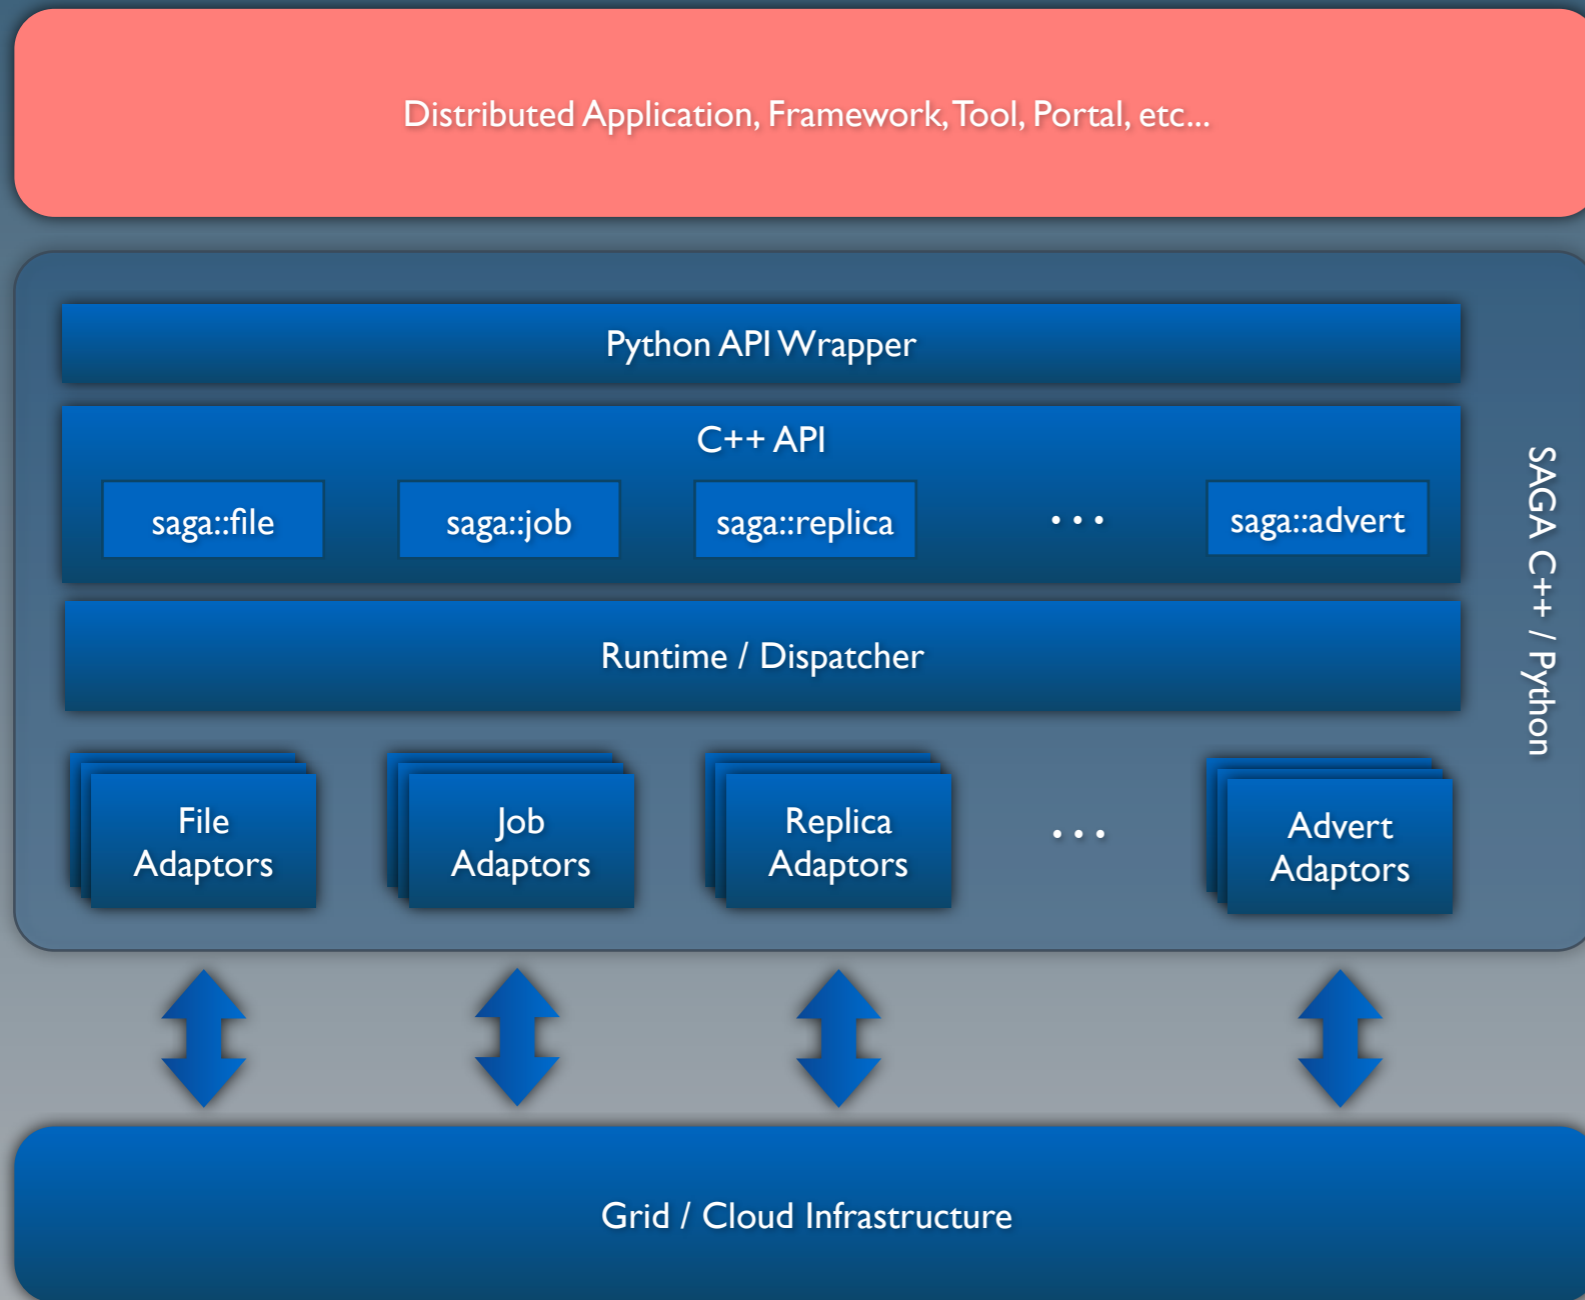 Distributed Application, Framework, Tool, Portal, etc...
Python API Wrapper
C++ API
saga::file
saga::job
saga::replica
...
saga::advert
Runtime / Dispatcher
SAGA C++ / Python
File
Adaptors
Job
Adaptors
Replica
Adaptors
...
Advert
Adaptors
Grid / Cloud Infrastructure